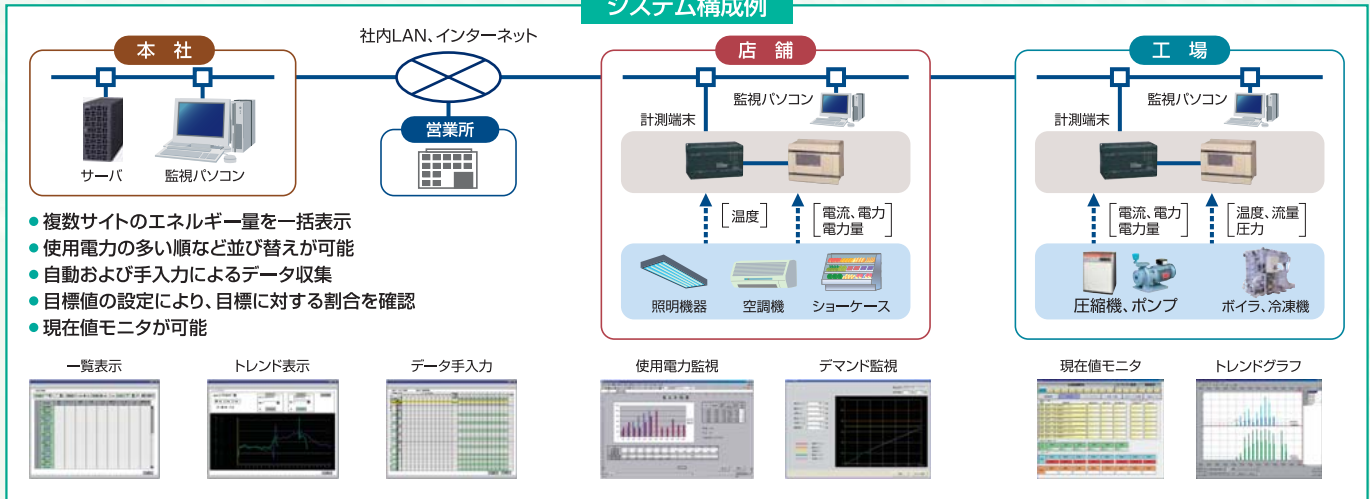 システム構成例
本 社
社内LAN、インターネット
店 舗
工 場
営業所
サーバ
監視パソコン
監視パソコン
計測端末
[温度]
[電流、電力
電力量]
照明機器
空調機
ショーケース
監視パソコン
計測端末
[電流、電力
電力量]
[温度、流量
圧力]
圧縮機、ポンプ
ボイラ、冷凍機
● 複数サイトのエネルギー量を一括表示
● 使用電力の多い順など並び替えが可能
● 自動および手入力によるデータ収集
● 目標値の設定により、目標に対する割合を確認
● 現在値モニタが可能
一覧表示
トレンド表示
データ手入力
使用電力監視
デマンド監視
現在値モニタ
トレンドグラフ